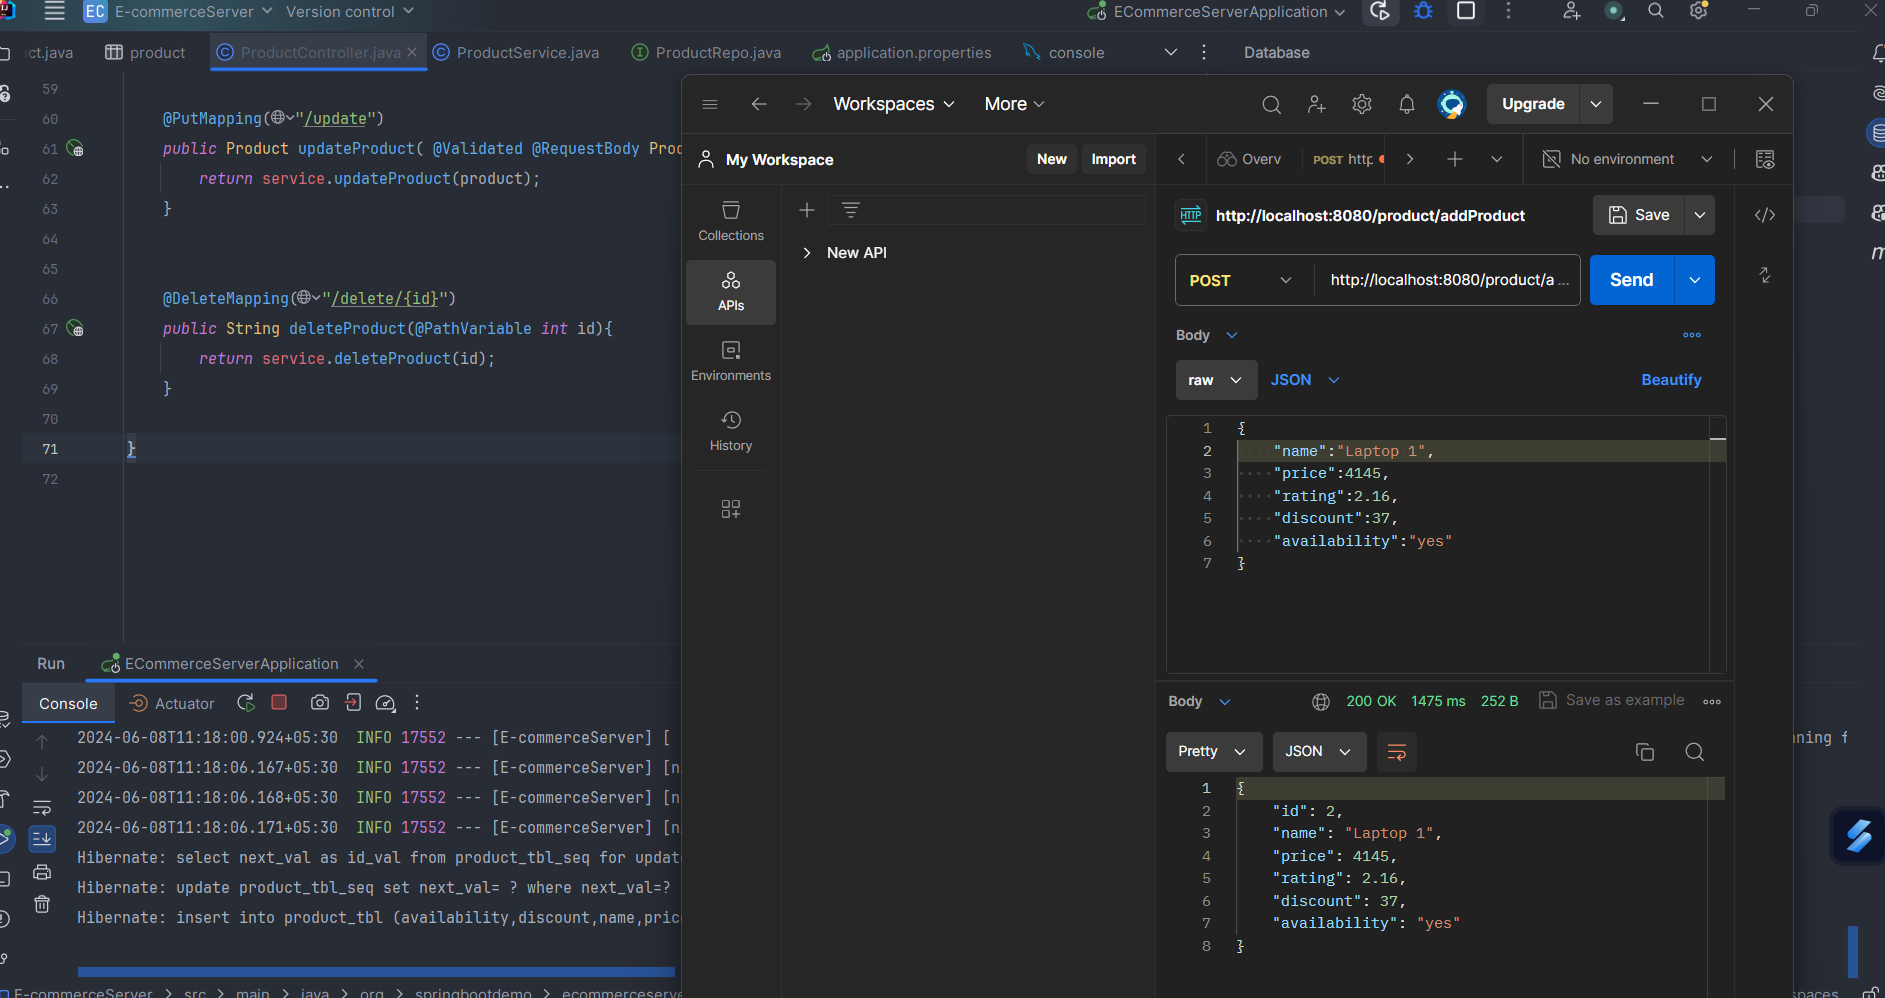 EC E-commerceServer Version control ECommerceServerApplication
ct.java product ProductController.java ProductService.java ProductRepo.java application.properties console Database
59
60 @PutMapping("/update")
61 public Product updateProduct( @Validated @RequestBody Prod
62 return service.updateProduct(product);
63 }
64
65
66 @DeleteMapping("/delete/{id}")
67 public String deleteProduct(@PathVariable int id){
68 return service.deleteProduct(id);
69 }
70
71 }
72
Workspaces More Upgrade
My Workspace New Import
Overv POST http No environment
Collections
APIs
Environments
History
New API
HTTP http://localhost:8080/product/addProduct Save
POST http://localhost:8080/product/a ... Send
Body
raw JSON Beautify
1 {
2 "name":"Laptop 1",
3 "price":4145,
4 "rating":2.16,
5 "discount":37,
6 "availability":"yes"
7 }
Body 200 OK 1475 ms 252 B Save as example
Pretty JSON
1 {
2 "id": 2,
3 "name": "Laptop 1",
4 "price": 4145,
5 "rating": 2.16,
6 "discount": 37,
7 "availability": "yes"
8 }
Run ECommerceServerApplication
Console Actuator
2024-06-08T11:18:00.924+05:30 INFO 17552 --- [E-commerceServer] [
2024-06-08T11:18:06.167+05:30 INFO 17552 --- [E-commerceServer] [n
2024-06-08T11:18:06.168+05:30 INFO 17552 --- [E-commerceServer] [n
2024-06-08T11:18:06.171+05:30 INFO 17552 --- [E-commerceServer] [n
Hibernate: select next_val as id_val from product_tbl_seq for updat
Hibernate: update product_tbl_seq set next_val= ? where next_val=?
Hibernate: insert into product_tbl (availability,discount,name,pric
ning f
E-commerceServer > src > main > java > org > springbootdemo > ecommerceserve
spaces